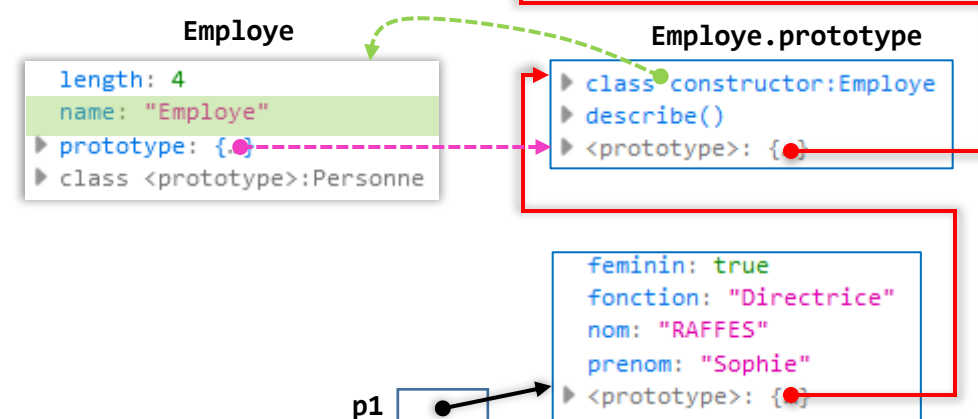 Employe
length: 4
name: "Employe"
prototype: {…}
class <prototype>:Personne
Employe.prototype
class constructor:Employe
describe()
<prototype>: {…}
feminin: true
fonction: "Directrice"
nom: "RAFFES"
prenom: "Sophie"
<prototype>: {…}
p1